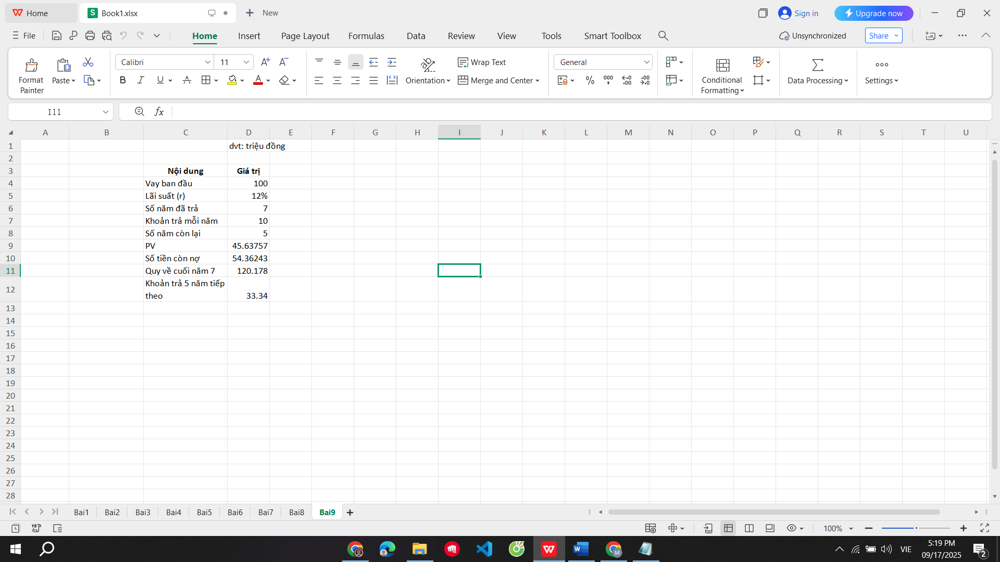 Home
Book1.xlsx
New
Sign in
Upgrade now
File
Home Insert Page Layout Formulas Data Review View Tools Smart Toolbox
Unsynchronized
Share
Format Painter
Paste
Calibri 11
Orientation
Wrap Text
Merge and Center
General
Conditional Formatting
Data Processing
Settings
I11
fx
A B C D E F G H I J K L M N O P Q R S T U
1 dvt: triệu đồng
2
3 Nội dung Giá trị
4 Vay ban đầu 100
5 Lãi suất (r) 12%
6 Số năm đã trả 7
7 Khoản trả mỗi năm 10
8 Số năm còn lại 5
9 PV 45.63757
10 Số tiền còn nợ 54.36243
11 Quy về cuối năm 7 120.178
12 Khoản trả 5 năm tiếp
theo 33.34
13
14
15
16
17
18
19
20
21
22
23
24
25
26
27
28
Bai1 Bai2 Bai3 Bai4 Bai5 Bai6 Bai7 Bai8 Bai9
100%
VIE
5:19 PM
09/17/2025
2